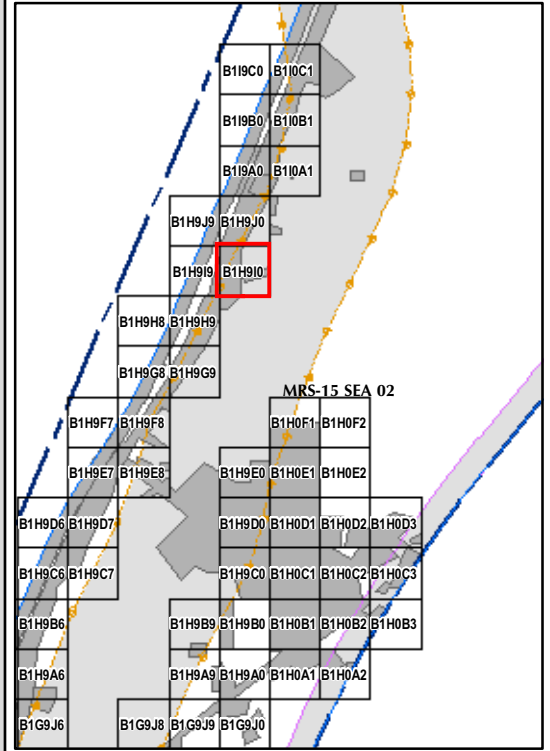 B1I9C0 B1I0C1
B1I9B0 B1I0B1
B1I9A0 B1I0A1
B1H9J9 B1H9J0
B1H9I9 B1H9I0
B1H9H8 B1H9H9
B1H9G8 B1H9G9
MRS-15 SEA 02
B1H9F7 B1H9F8 B1H0F1 B1H0F2
B1H9E7 B1H9E8 B1H9E0 B1H0E1 B1H0E2
B1H9D6 B1H9D7 B1H9D0 B1H0D1 B1H0D2 B1H0D3
B1H9C6 B1H9C7 B1H9C0 B1H0C1 B1H0C2 B1H0C3
B1H9B6 B1H9B9 B1H9B0 B1H0B1 B1H0B2 B1H0B3
B1H9A6 B1H9A9 B1H9A0 B1H0A1 B1H0A2
B1G9J6 B1G9J8 B1G9J9 B1G9J0